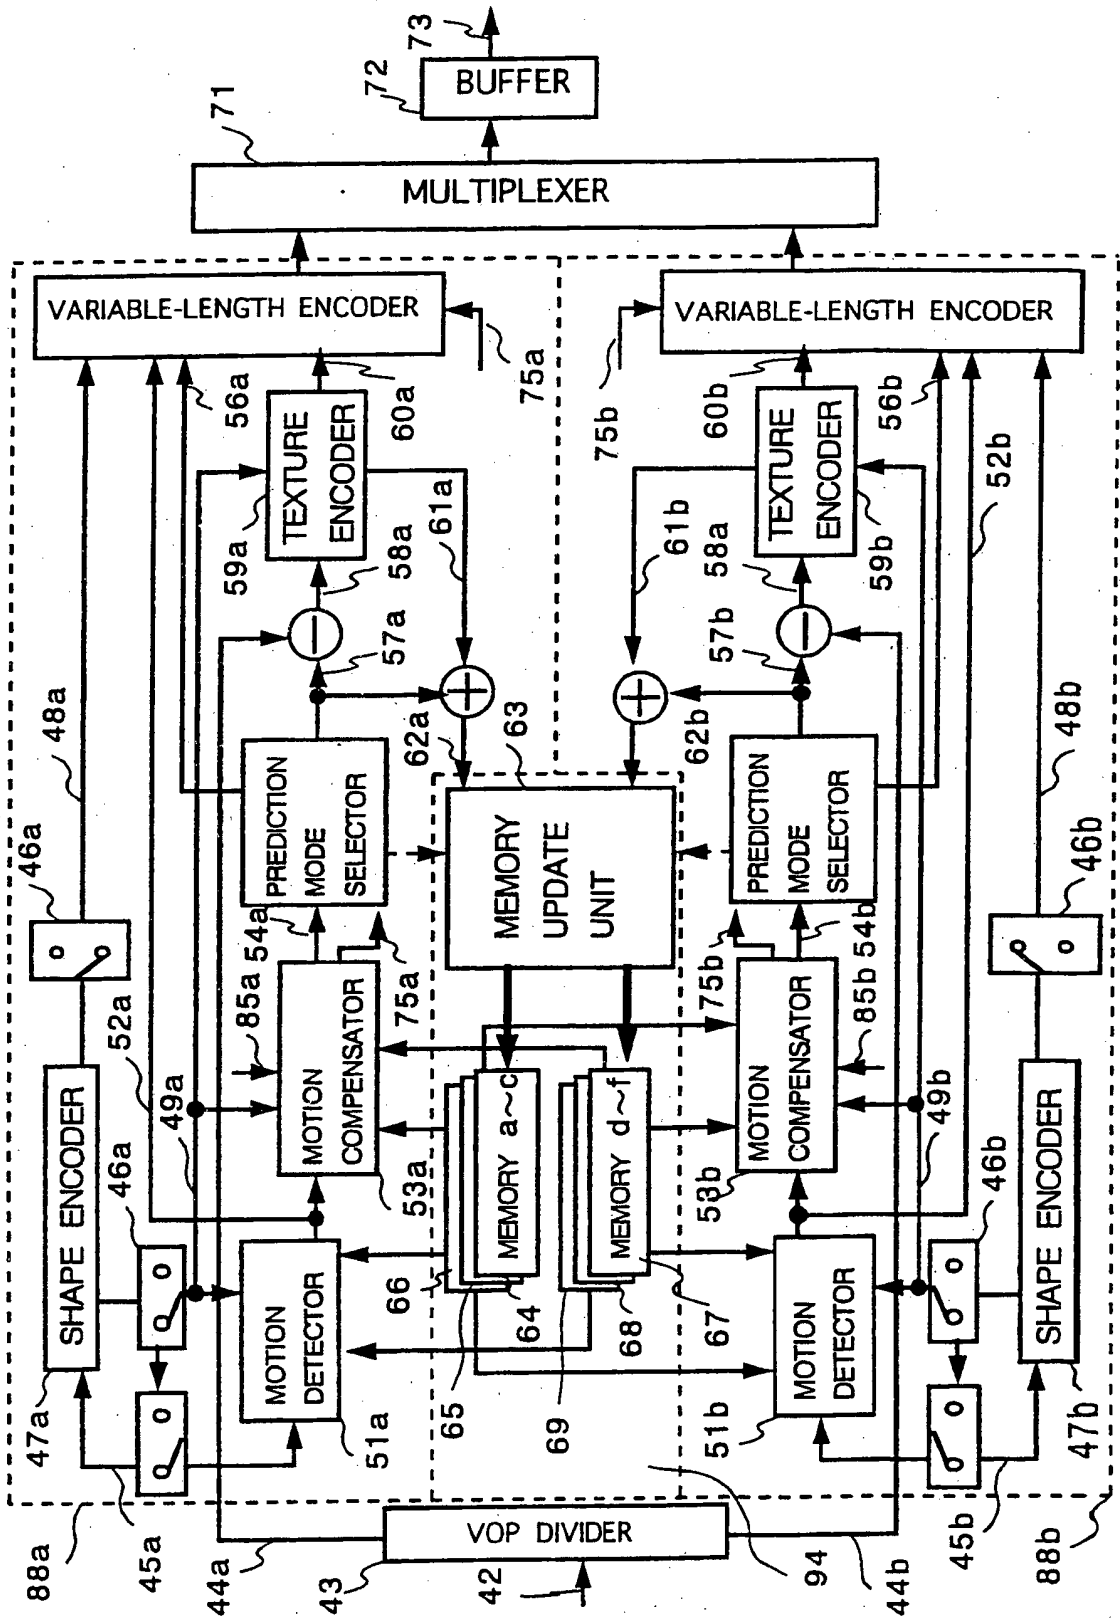 73
72
BUFFER
71
MULTIPLEXER
VARIABLE-LENGTH ENCODER
VARIABLE-LENGTH ENCODER
75a
75b
56a
60a
60b
56b
TEXTURE
ENCODER
TEXTURE
ENCODER
59a
58a
61a
61b
58a
59b
52b
57a
57b
48a
62a
63
62b
48b
46a
PREDICTION
MODE
SELECTOR
MEMORY
UPDATE
UNIT
PREDICTION
MODE
SELECTOR
46b
54a
54b
52a
85a
75a
75b
85b
49a
MOTION
COMPENSATOR
MEMORY a~c
MEMORY d~f
MOTION
COMPENSATOR
49b
SHAPE ENCODER
46a
53a
53b
46b
SHAPE ENCODER
66
64
68
67
65
69
MOTION
DETECTOR
MOTION
DETECTOR
47a
51a
51b
47b
88a
45a
44a
43
VOP DIVIDER
42
94
44b
45b
88b